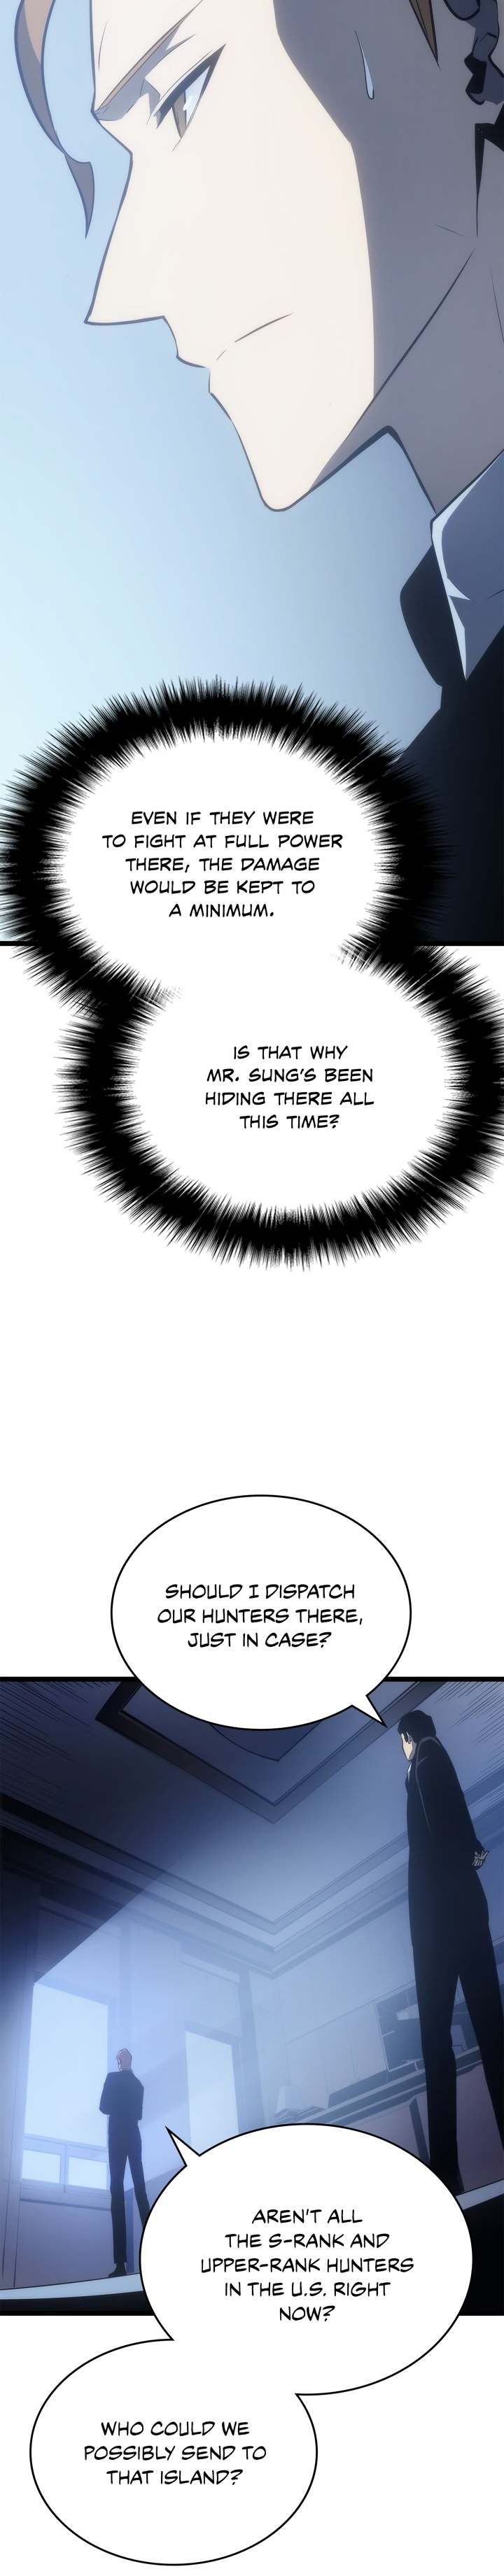 EVEN IF THEY WERE
TO FIGHT AT FULL POWER
THERE, THE DAMAGE
WOULD BE KEPT TO
A MINIMUM.
IS THAT WHY
MR. SUNG'S BEEN
HIDING THERE ALL
THIS TIME?
SHOULD I DISPATCH
OUR HUNTERS THERE,
JUST IN CASE?
AREN'T ALL
THE S-RANK AND
UPPER-RANK HUNTERS
IN THE U.S. RIGHT
NOW?
WHO COULD WE
POSSIBLY SEND TO
THAT ISLAND?